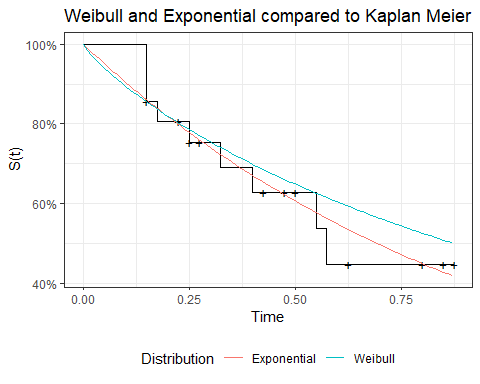 Weibull and Exponential compared to Kaplan Meier
100%
80%
60%
40%
S(t)
0.00 0.25 0.50 0.75
Time
Distribution Exponential Weibull